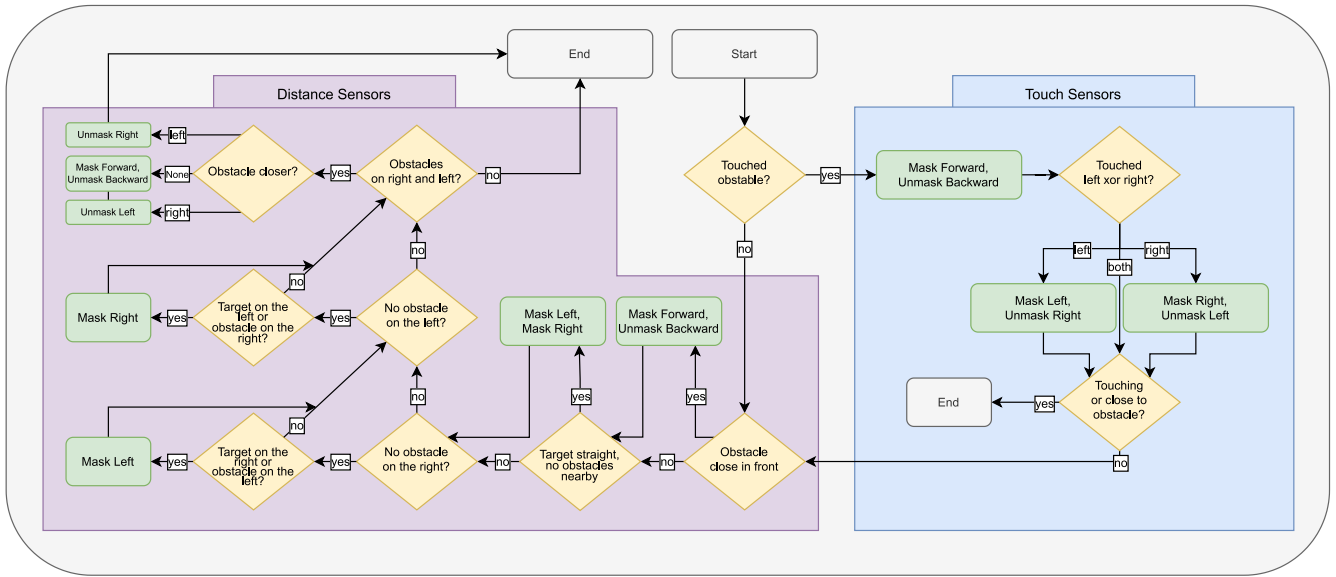 End
Start
Distance Sensors
Touch Sensors
Unmask Right
left
Mask Forward,
Unmask Backward
None
Obstacle closer?
yes
Obstacles
on right and left?
no
Unmask Left
right
Touched
obstable?
yes
Mask Forward,
Unmask Backward
Touched
left xor right?
no
no
left
right
both
no
Mask Right
yes
Target on the
left or
obstacle on the
right?
yes
No obstacle
on the left?
Mask Left,
Mask Right
Mask Forward,
Unmask Backward
Mask Left,
Unmask Right
Mask Right,
Unmask Left
no
no
yes
yes
End
yes
Touching
or close to
obstacle?
Mask Left
yes
Target on the
right or
obstacle on the
left?
yes
No obstacle
on the right?
no
Target straight,
no obstacles
nearby
no
Obstacle
close in front
no